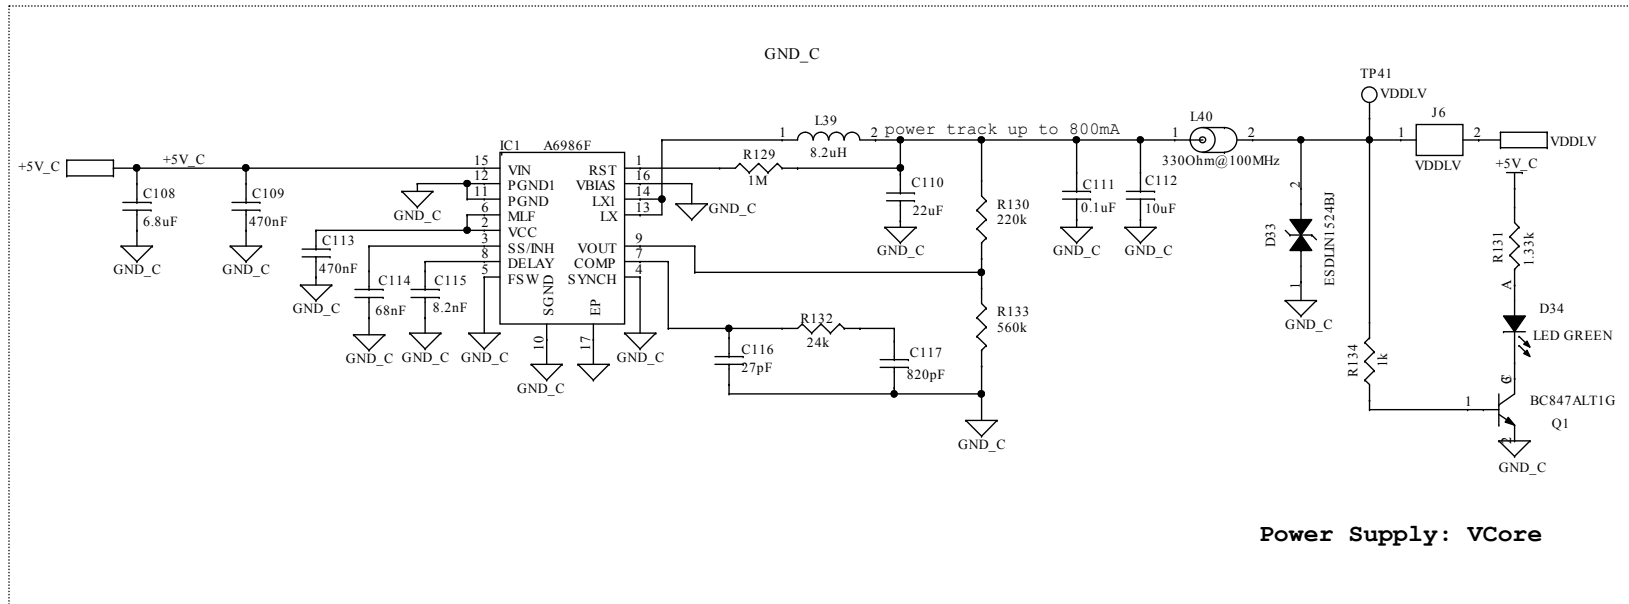 GND_C
TP41
VDDLV
J6
1 2
VDDLV
VDDLV
L39
1 2
8.2uH
power track up to 800mA
L40
1 2
330Ohm@100MHz
+5V_C
+5V_C
+5V_C
IC1 A6986F
15 VIN
12 PGND1
11 PGND
6 MLF
2 VCC
3 SS/INH
8 DELAY
5 FSW
RST 1
VBIAS 16
LX1 14
LX 13
VOUT 9
COMP 7
SYNCH 4
SGND
EP
10
17
R129
1M
C108
6.8uF
GND_C
C109
470nF
GND_C
GND_C
GND_C
C110
22uF
GND_C
R130
220k
C111
0.1uF
GND_C
C112
10uF
GND_C
2
D33
1
ESDLIN1524BJ
GND_C
R131
1.33k
A
D34
LED GREEN
C113
470nF
GND_C
C114
68nF
GND_C
C115
8.2nF
GND_C
GND_C
GND_C
GND_C
R133
560k
R132
24k
C116
27pF
C117
820pF
GND_C
R134
1k
1
BC847ALT1G
Q1
2
GND_C
Power Supply: VCore